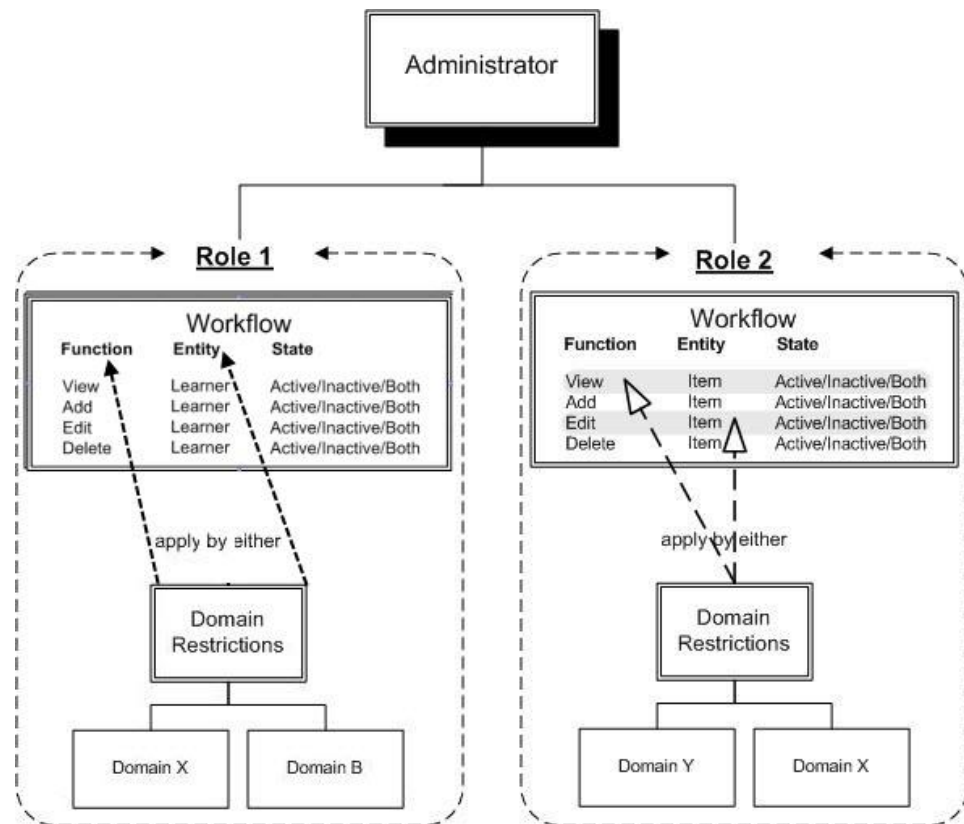 Administrator
Role 1
Workflow
Function Entity State
View Learner Active/Inactive/Both
Add Learner Active/Inactive/Both
Edit Learner Active/Inactive/Both
Delete Learner Active/Inactive/Both
apply by either
Domain
Restrictions
Domain X
Domain B
Role 2
Workflow
Function Entity State
View Item Active/Inactive/Both
Add Item Active/Inactive/Both
Edit Item Active/Inactive/Both
Delete Item Active/Inactive/Both
apply by either
Domain
Restrictions
Domain Y
Domain X